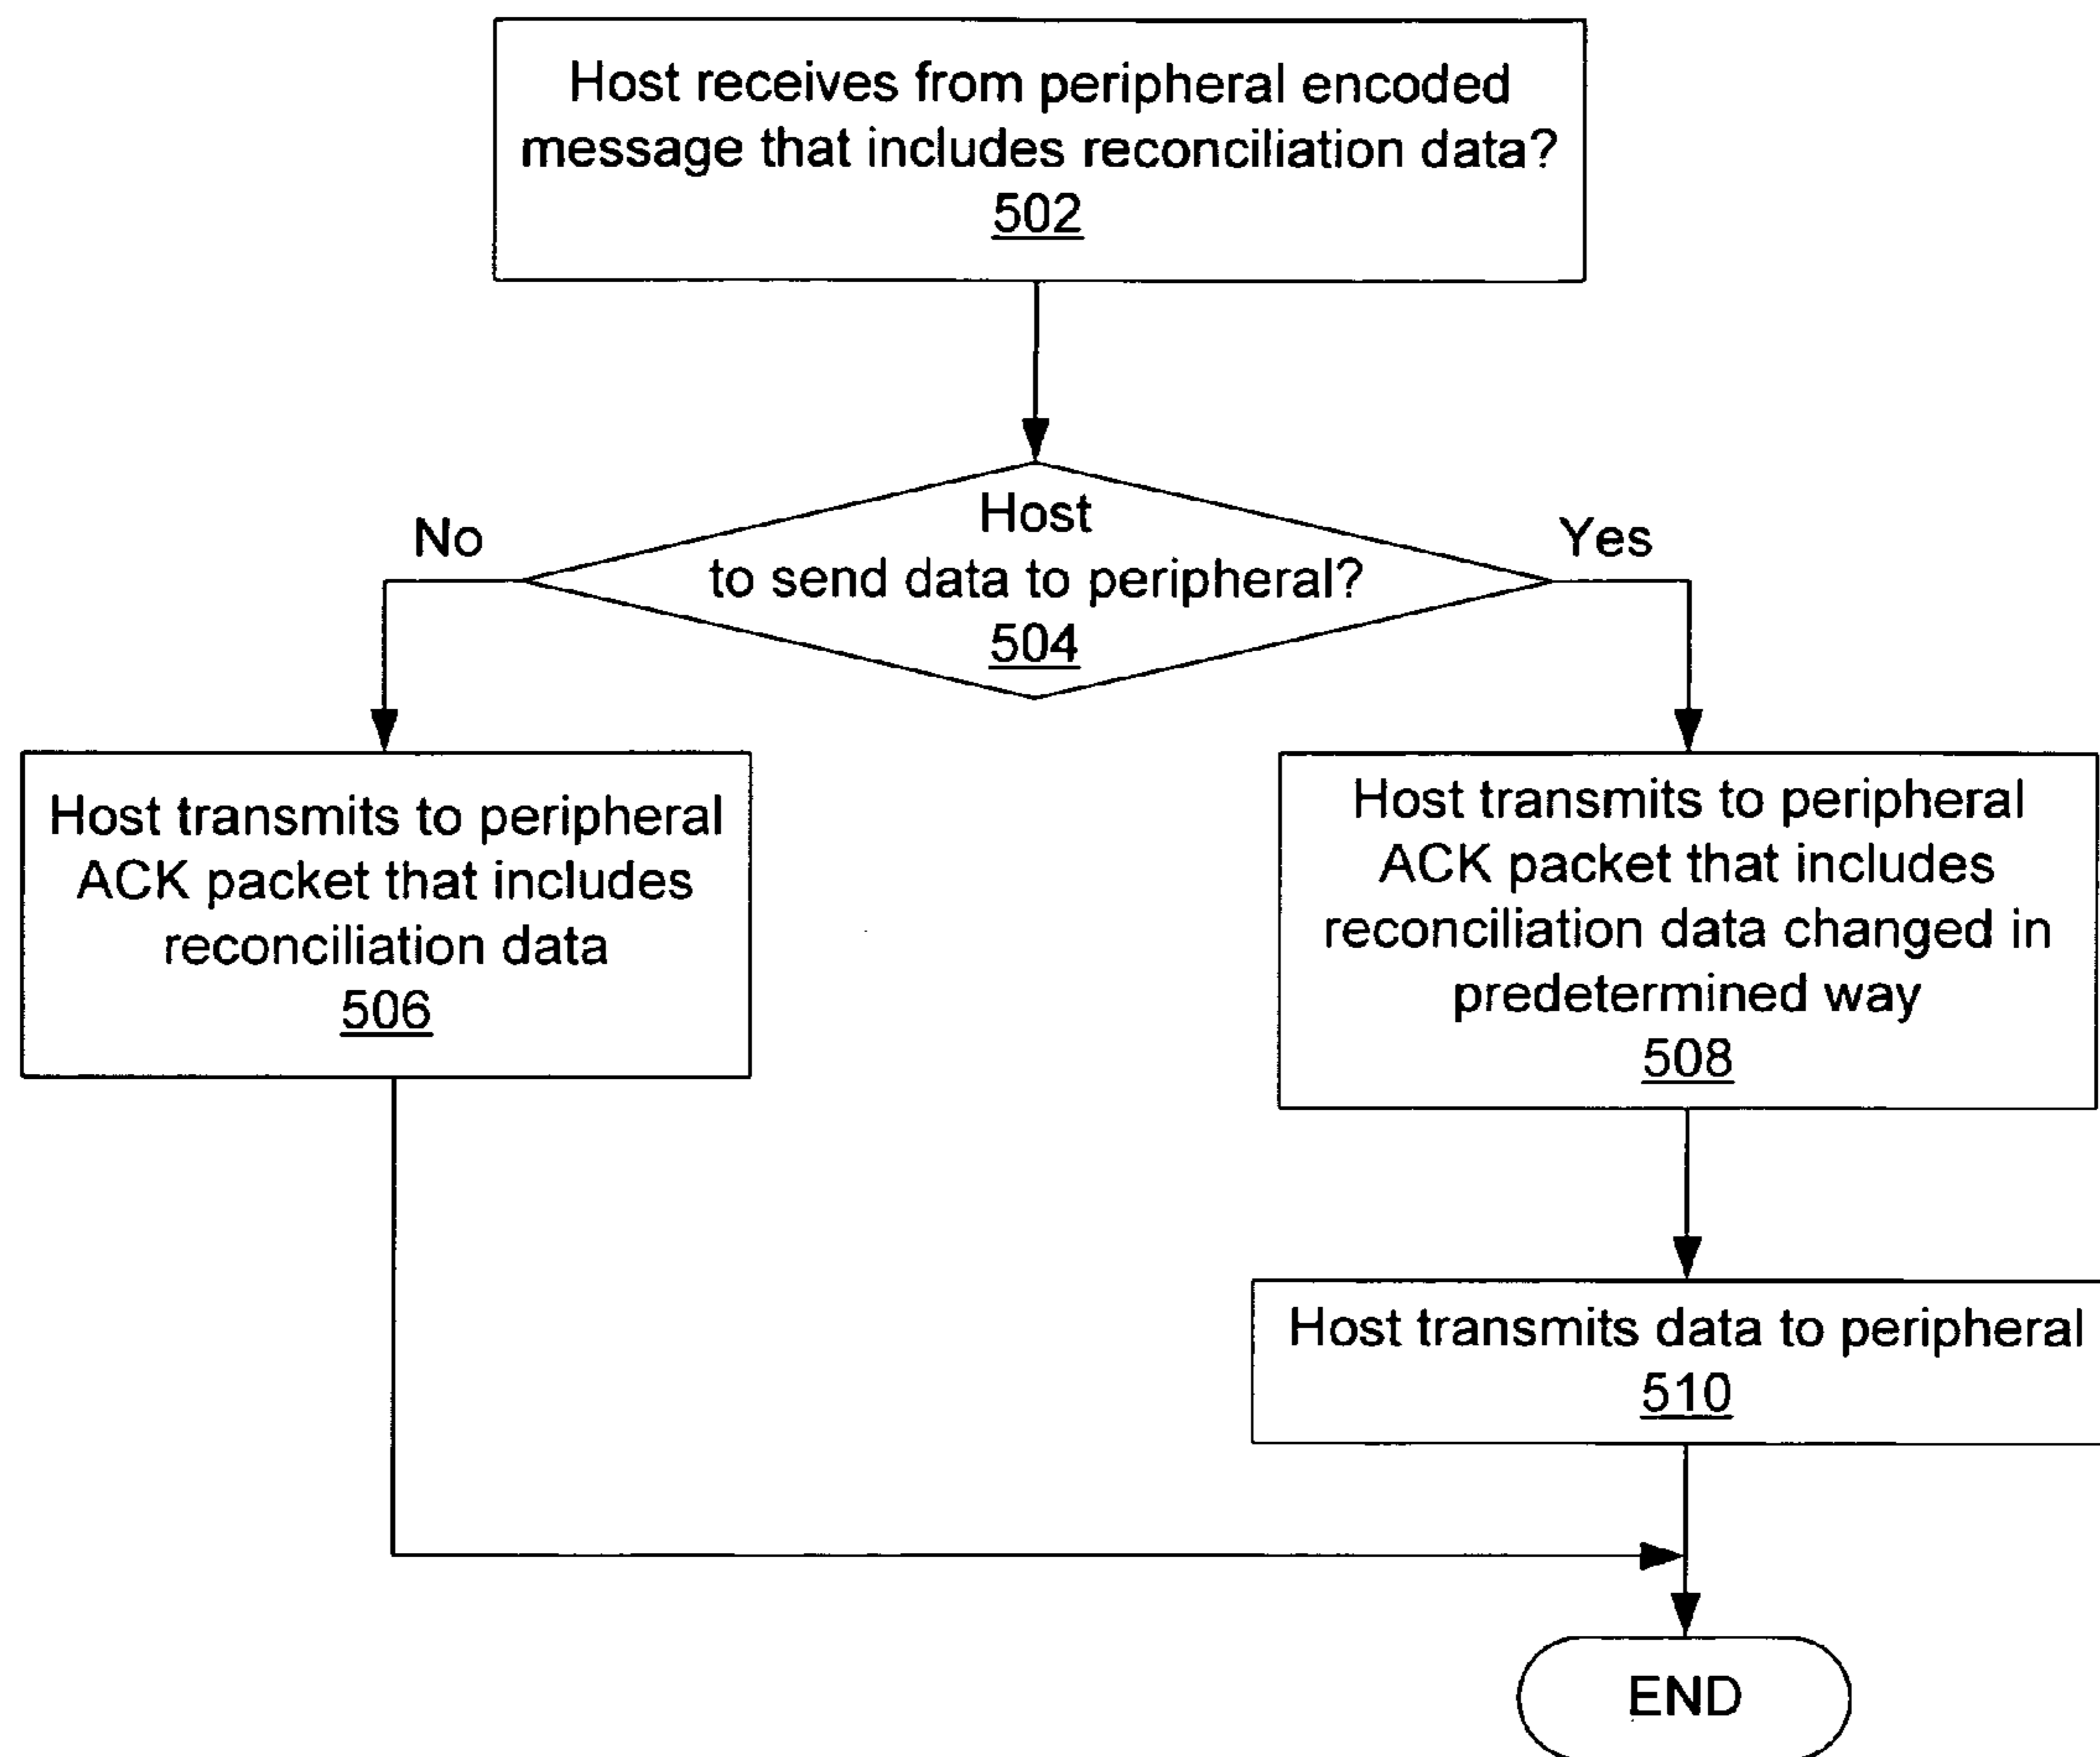 Host receives from peripheral encoded
message that includes reconciliation data?
502
Host
to send data to peripheral?
504
No
Yes
Host transmits to peripheral
ACK packet that includes
reconciliation data
506
Host transmits to peripheral
ACK packet that includes
reconciliation data changed in
predetermined way
508
Host transmits data to peripheral
510
END